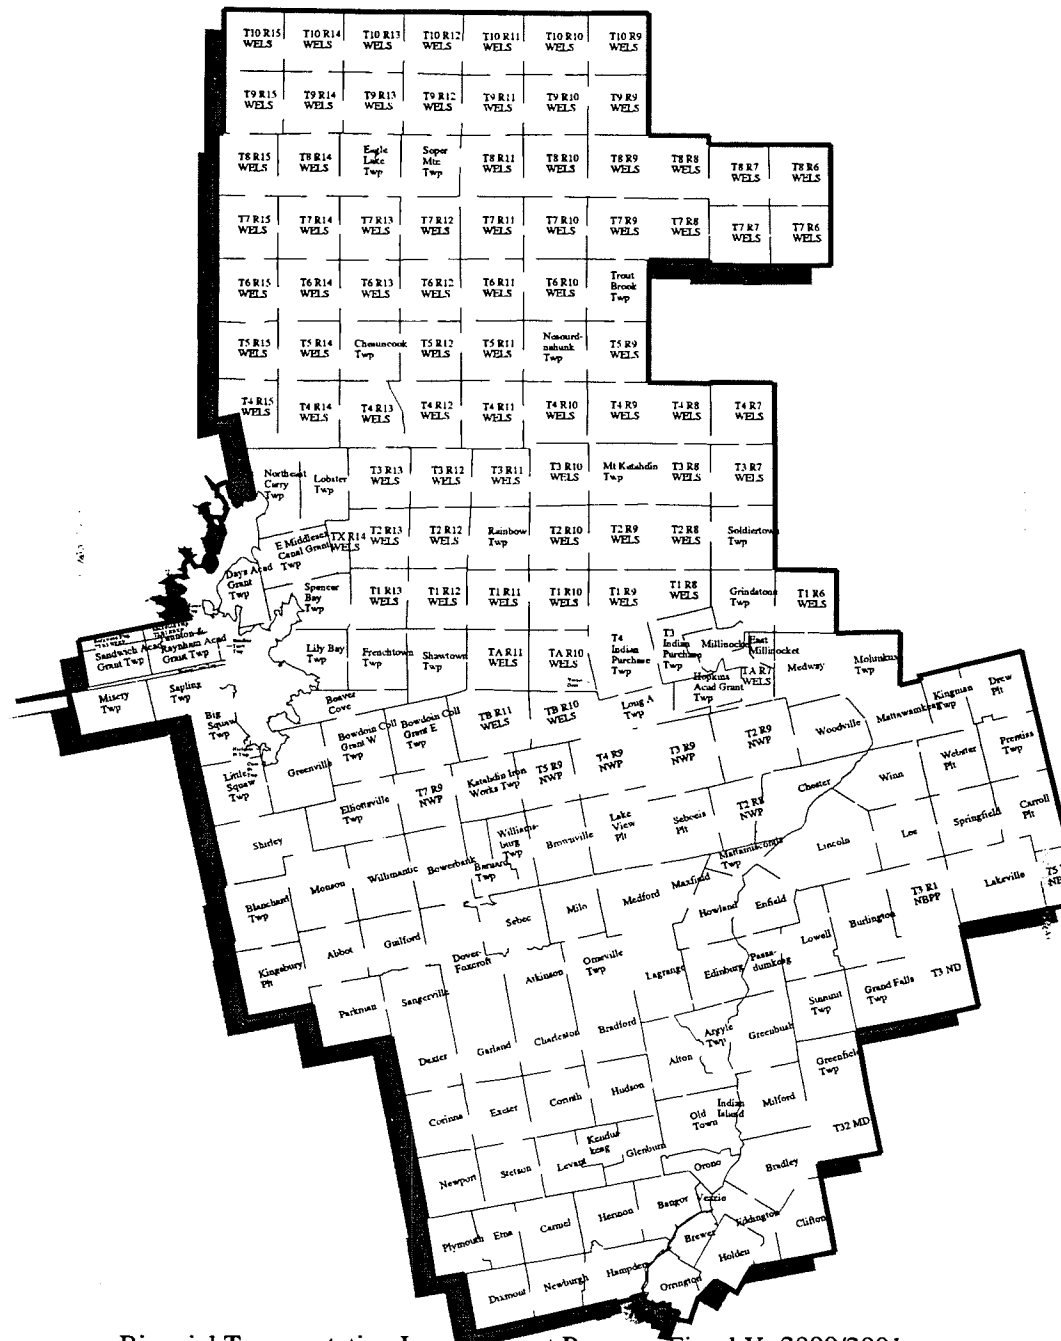 T10 R15 T10 R14 T10 R13 T10 R12 T10 R11 T10 R10 T10 R9
WELS WELS WELS WELS WELS WELS WELS
T9 R15 T9 R14 T9 R13 T9 R12 T9 R11 T9 R10 T9 R9
WELS WELS WELS WELS WELS WELS WELS
T8 R15 WELS
T8 R14 WELS
Eagle Lake Twp
Soper Mtn Twp
T8 R11 WELS
T8 R10 WELS
T8 R9 WELS
T8 R8 WELS
T8 R7 WELS
T8 R6 WELS
T7 R15 T7 R14 T7 R13 T7 R12 T7 R11 T7 R10 T7 R9 T7 R8 T7 R7 T7 R6
WELS WELS WELS WELS WELS WELS WELS WELS WELS WELS
T6 R15 WELS
T6 R14 WELS
T6 R13 WELS
T6 R12 WELS
T6 R11 WELS
T6 R10 WELS
Trout Brook Twp
T5 R15 WELS
T5 R14 WELS
Chesuncook Twp
T5 R12 WELS
T5 R11 WELS
Nesourdnahunk Twp
T5 R9 WELS
T4 R15 T4 R14 T4 R13 T4 R12 T4 R11 T4 R10 T4 R9 T4 R8 T4 R7
WELS WELS WELS WELS WELS WELS WELS WELS WELS
Northeast Carry Twp
Lobster Twp
T3 R13 WELS
T3 R12 WELS
T3 R11 WELS
T3 R10 WELS
Mt Katahdin Twp
T3 R8 WELS
T3 R7 WELS
E Middlesex Canal Grant Twp
TX R14 WELS
T2 R13 WELS
T2 R12 WELS
Rainbow Twp
T2 R10 WELS
T2 R9 WELS
T2 R8 WELS
Soldiertown Twp
Days Acad Grant Twp
Spencer Bay Twp
T1 R13 WELS
T1 R12 WELS
T1 R11 WELS
T1 R10 WELS
T1 R9 WELS
T1 R8 WELS
Grindstone Twp
T1 R6 WELS
Sandwich Acad Grant Twp
Taunton & Raynham Acad Grant Twp
Lily Bay Twp
Frenchtown Twp
Shawtown Twp
TA R11 WELS
TA R10 WELS
T4 Indian Purchase Twp
T3 Indian Purchase Twp
Millinocket
East Millinocket
TA R7 WELS
Medway
Molunkus Twp
Misery Twp
Sapling Twp
Big Squaw Twp
Beaver Cove
Hopkins Acad Grant Twp
Long A Twp
Bowdoin Coll Grant W Twp
Bowdoin Coll Grant E Twp
TB R11 WELS
TB R10 WELS
Woodville
Mattawamkeag
Kingman Twp
Drew Plt
Little Squaw Twp
Greenville
Elliottsville Twp
T7 R9 NWP
Katahdin Iron Works Twp
T5 R9 NWP
T4 R9 NWP
T3 R9 NWP
T2 R9 NWP
Chester
Winn
Webster Plt
Prentiss Twp
Shirley
Williamsburg Twp
Brownville
Lake View Plt
Seboeis Plt
T2 R8 NWP
Mattamiscontis Twp
Lincoln
Lee
Springfield
Carroll Plt
Blanchard Twp
Monson
Willimantic
Bowerbank
Barnard Twp
Sebec
Milo
Medford
Maxfield
Howland
Enfield
Lowell
Burlington
T3 R1 NBPP
Lakeville
Kingsbury Plt
Abbot
Guilford
Dover-Foxcroft
Atkinson
Orneville Twp
Lagrange
Edinburg
Passadumkeag
Summit Twp
Grand Falls Twp
T3 ND
Parkman
Sangerville
Dexter
Garland
Charleston
Bradford
Alton
Argyle Twp
Greenbush
Greenfield Twp
Corinna
Exeter
Corinth
Hudson
Old Town
Indian Island
Milford
T32 MD
Newport
Stetson
Levant
Kenduskeag
Glenburn
Orono
Bradley
Plymouth
Etna
Carmel
Hermon
Bangor
Veazie
Brewer
Eddington
Clifton
Dixmont
Newburgh
Hampden
Orrington
Holden